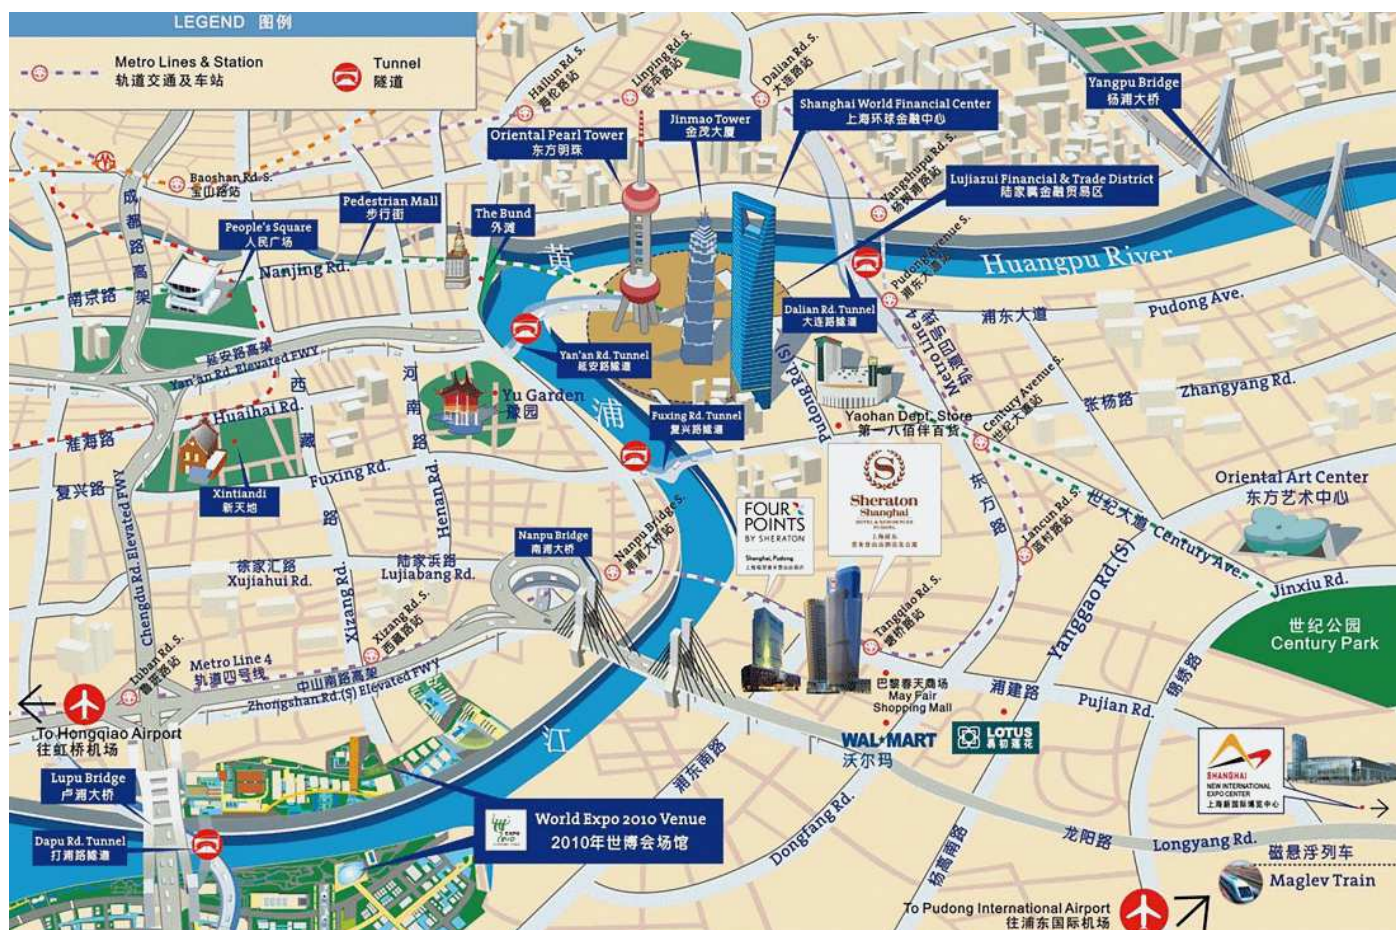 LEGEND 图例
Metro Lines & Station
轨道交通及车站
Tunnel
隧道
Hailun Rd. S.
海伦路站
Linping Rd. S.
临平路站
Dalian Rd. S.
大连路站
Yangpu Bridge
杨浦大桥
Shanghai World Financial Center
上海环球金融中心
Jinmao Tower
金茂大厦
Oriental Pearl Tower
东方明珠
Baoshan Rd. S.
宝山路站
成都路高架
Pedestrian Mall
步行街
The Bund
外滩
People's Square
人民广场
Yangshupu Rd. S.
杨树浦路站
Lujiazui Financial & Trade District
陆家嘴金融贸易区
Nanjing Rd.
南京路
黄
Huangpu River
Pudong Avenue S.
浦东大道站
Dalian Rd. Tunnel
大连路隧道
浦东大道
Pudong Ave.
Metro Line 4
轨道四号线
延安路高架
Yan'an Rd. Elevated FWY
Yan'an Rd. Tunnel
延安路隧道
Pudong Rd. (S)
西藏路
河南路
Yu Garden
豫园
浦
Fuxing Rd. Tunnel
复兴路隧道
Yaohan Dept. Store
第一八佰伴百货
Century Avenue S.
世纪大道站
张杨路
Zhangyang Rd.
Huaihai Rd.
淮海路
复兴路
Fuxing Rd.
Xintiandi
新天地
Henan Rd.
Chengdu Rd. Elevated FWY
FOUR
POINTS
BY SHERATON
Shanghai, Pudong
S
Sheraton
Shanghai
东方路
Lancun Rd. S.
蓝村路站
世纪大道 Century Ave.
Oriental Art Center
东方艺术中心
Jinxiu Rd.
Nanpu Bridge
南浦大桥
Nanpu Bridge S.
南浦大桥站
徐家汇路
Xujiahui Rd.
陆家浜路
Lujiabang Rd.
Xizang Rd.
Xizang Rd. S.
西藏路站
Tangqiao Rd. S.
塘桥路站
Yanggao Rd.(S)
世纪公园
Century Park
Luban Rd. S.
鲁班路站
Metro Line 4
轨道四号线
中山南路高架
Zhongshan Rd.(S) Elevated FWY
巴黎春天商场
May Fair
Shopping Mall
浦建路
Pujian Rd.
锦绣路
To Hongqiao Airport
往虹桥机场
江
WAL★MART
沃尔玛
LOTUS
易初莲花
浦东南路
SHANGHAI
NEW INTERNATIONAL
EXPO CENTER
上海新国际博览中心
Lupu Bridge
卢浦大桥
Dapu Rd. Tunnel
打浦路隧道
World Expo 2010 Venue
2010年世博会场馆
Dongfang Rd.
杨高南路
龙阳路
Longyang Rd.
磁悬浮列车
Maglev Train
To Pudong International Airport
往浦东国际机场